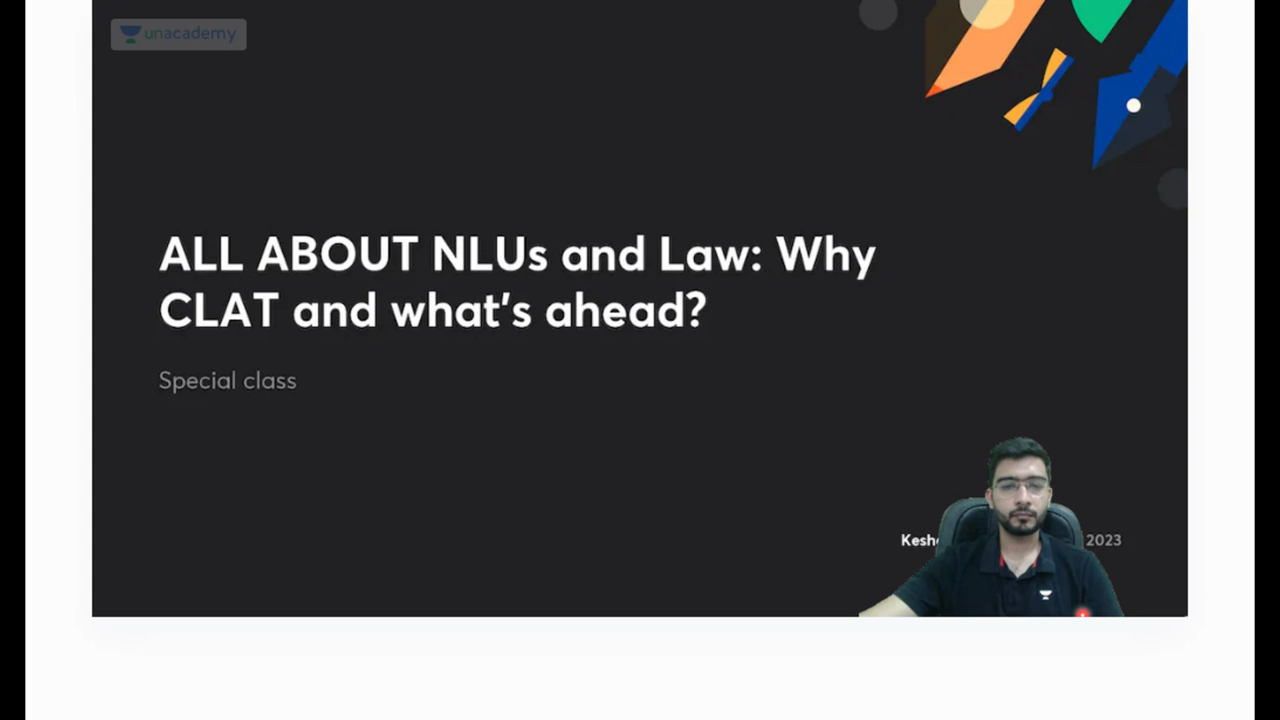 unacademy
ALL ABOUT NLUs and Law: Why
CLAT and what's ahead?
Special class
2023